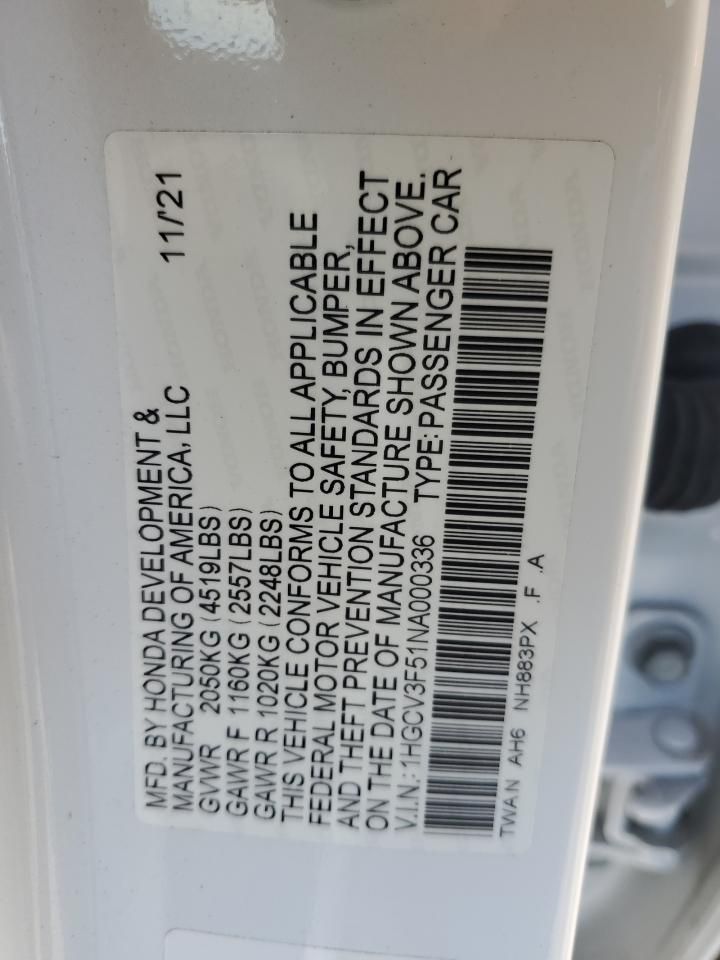 MFD. BY HONDA DEVELOPMENT & 11/'21
MANUFACTURING OF AMERICA, LLC
GVWR 2050KG (4519LBS)
GAWR F 1160KG (2557LBS)
GAWR R 1020KG (2248LBS)
THIS VEHICLE CONFORMS TO ALL APPLICABLE
FEDERAL MOTOR VEHICLE SAFETY, BUMPER,
AND THEFT PREVENTION STANDARDS IN EFFECT
ON THE DATE OF MANUFACTURE SHOWN ABOVE.
V.I.N.: 1HGCV3F51NA000336 TYPE: PASSENGER CAR
TWAN AH6 NH883PX .F .A